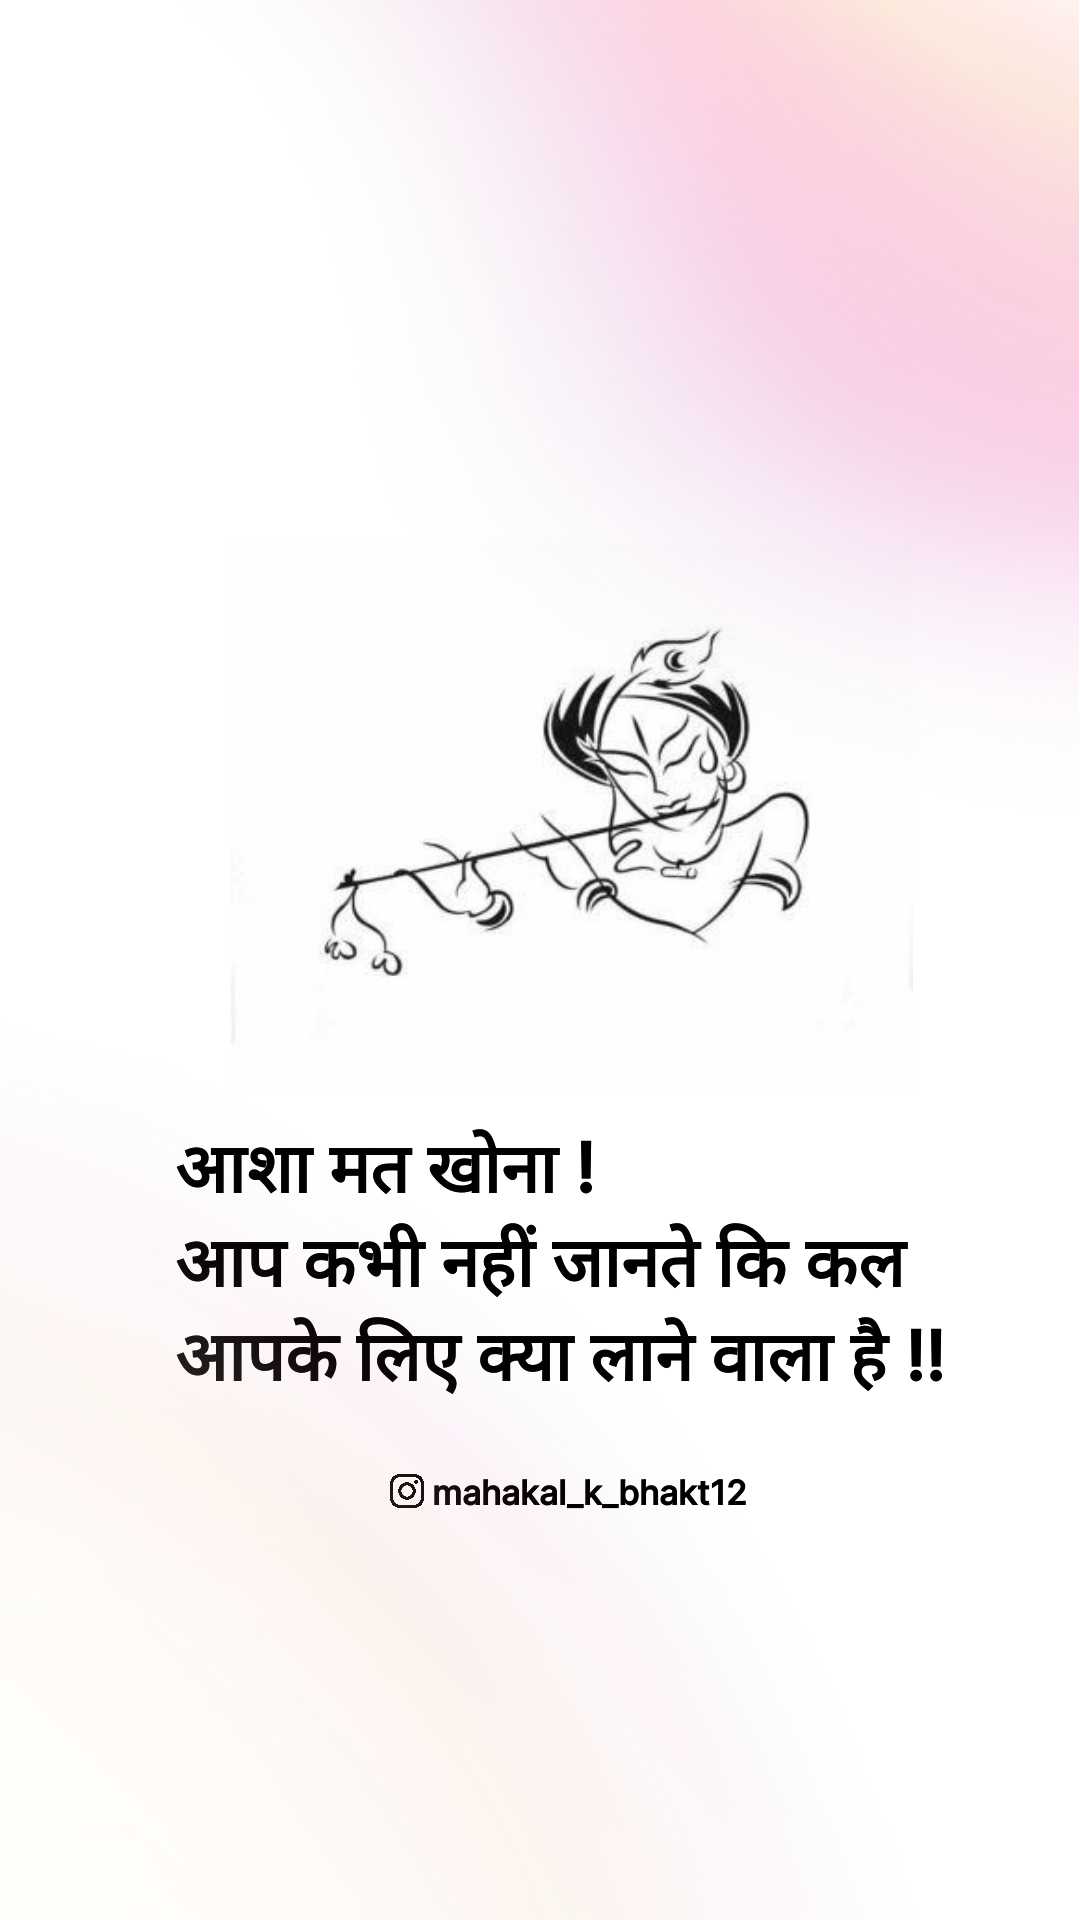 आशा मत खोना !
आप कभी नहीं जानते कि कल
आपके लिए क्या लाने वाला है !!
mahakal_k_bhakt12